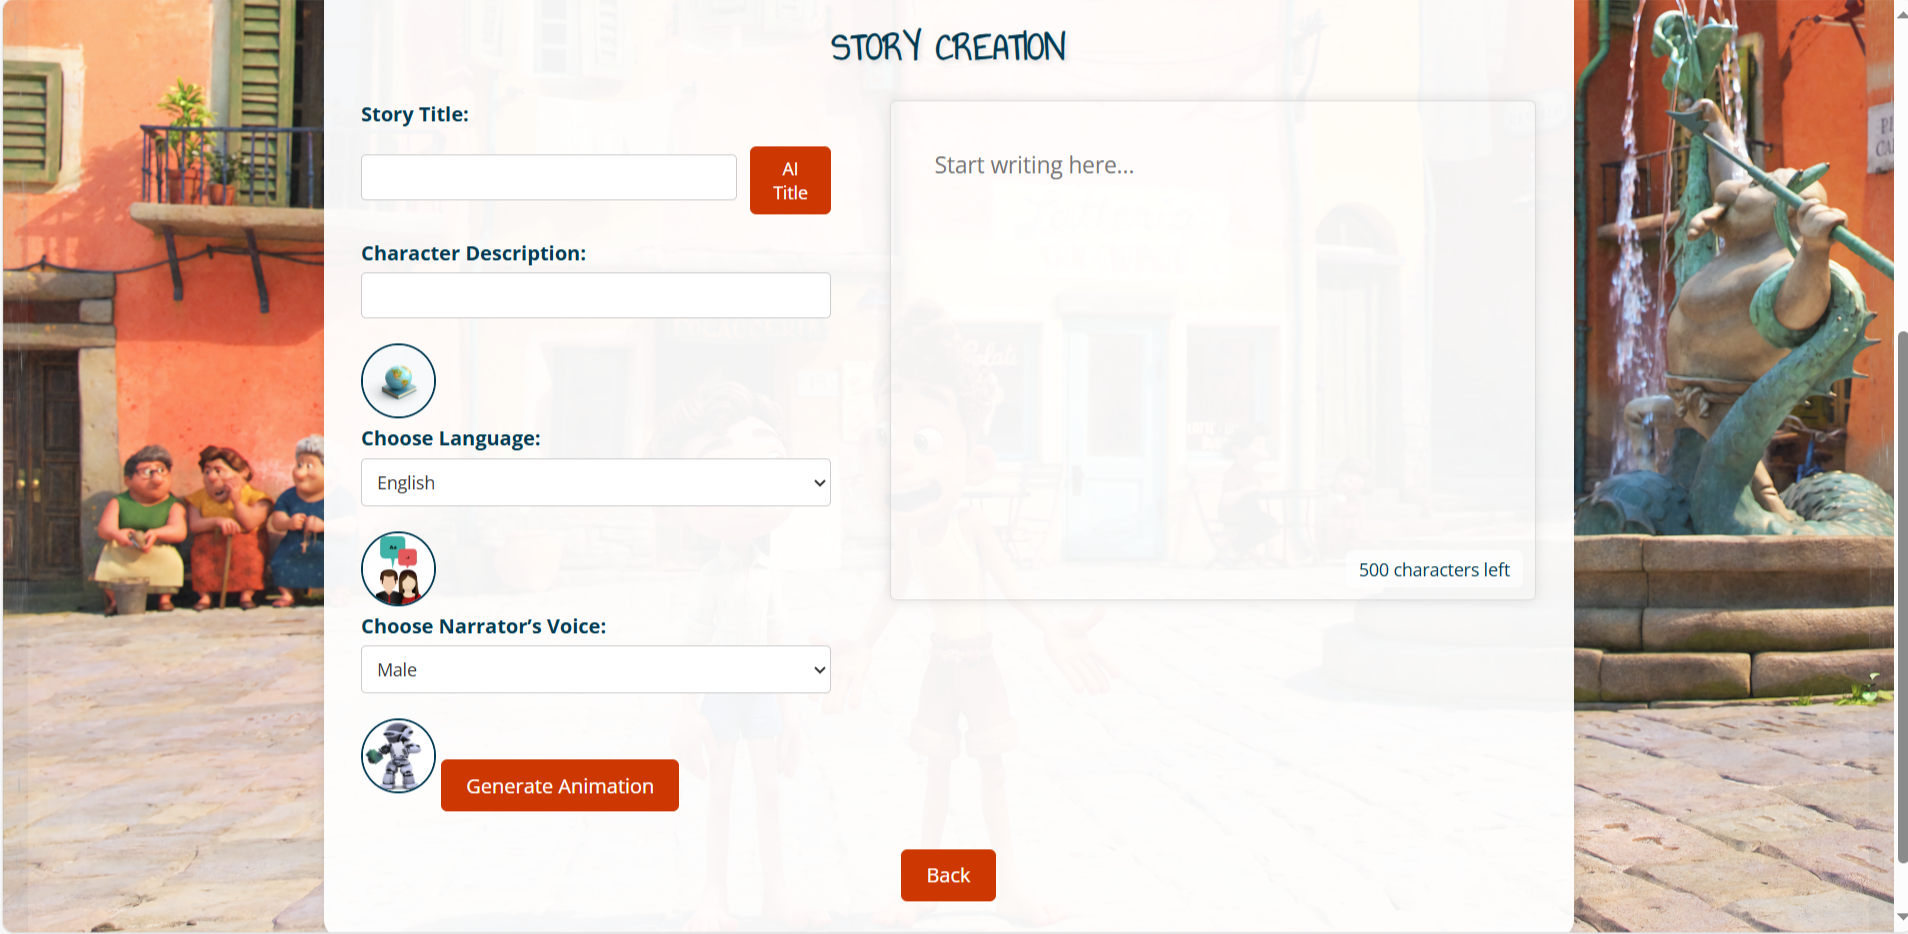 STORY CREATION
Story Title:
AI
Title
Start writing here...
Character Description:
Choose Language:
English
500 characters left
Choose Narrator’s Voice:
Male
Generate Animation
Back